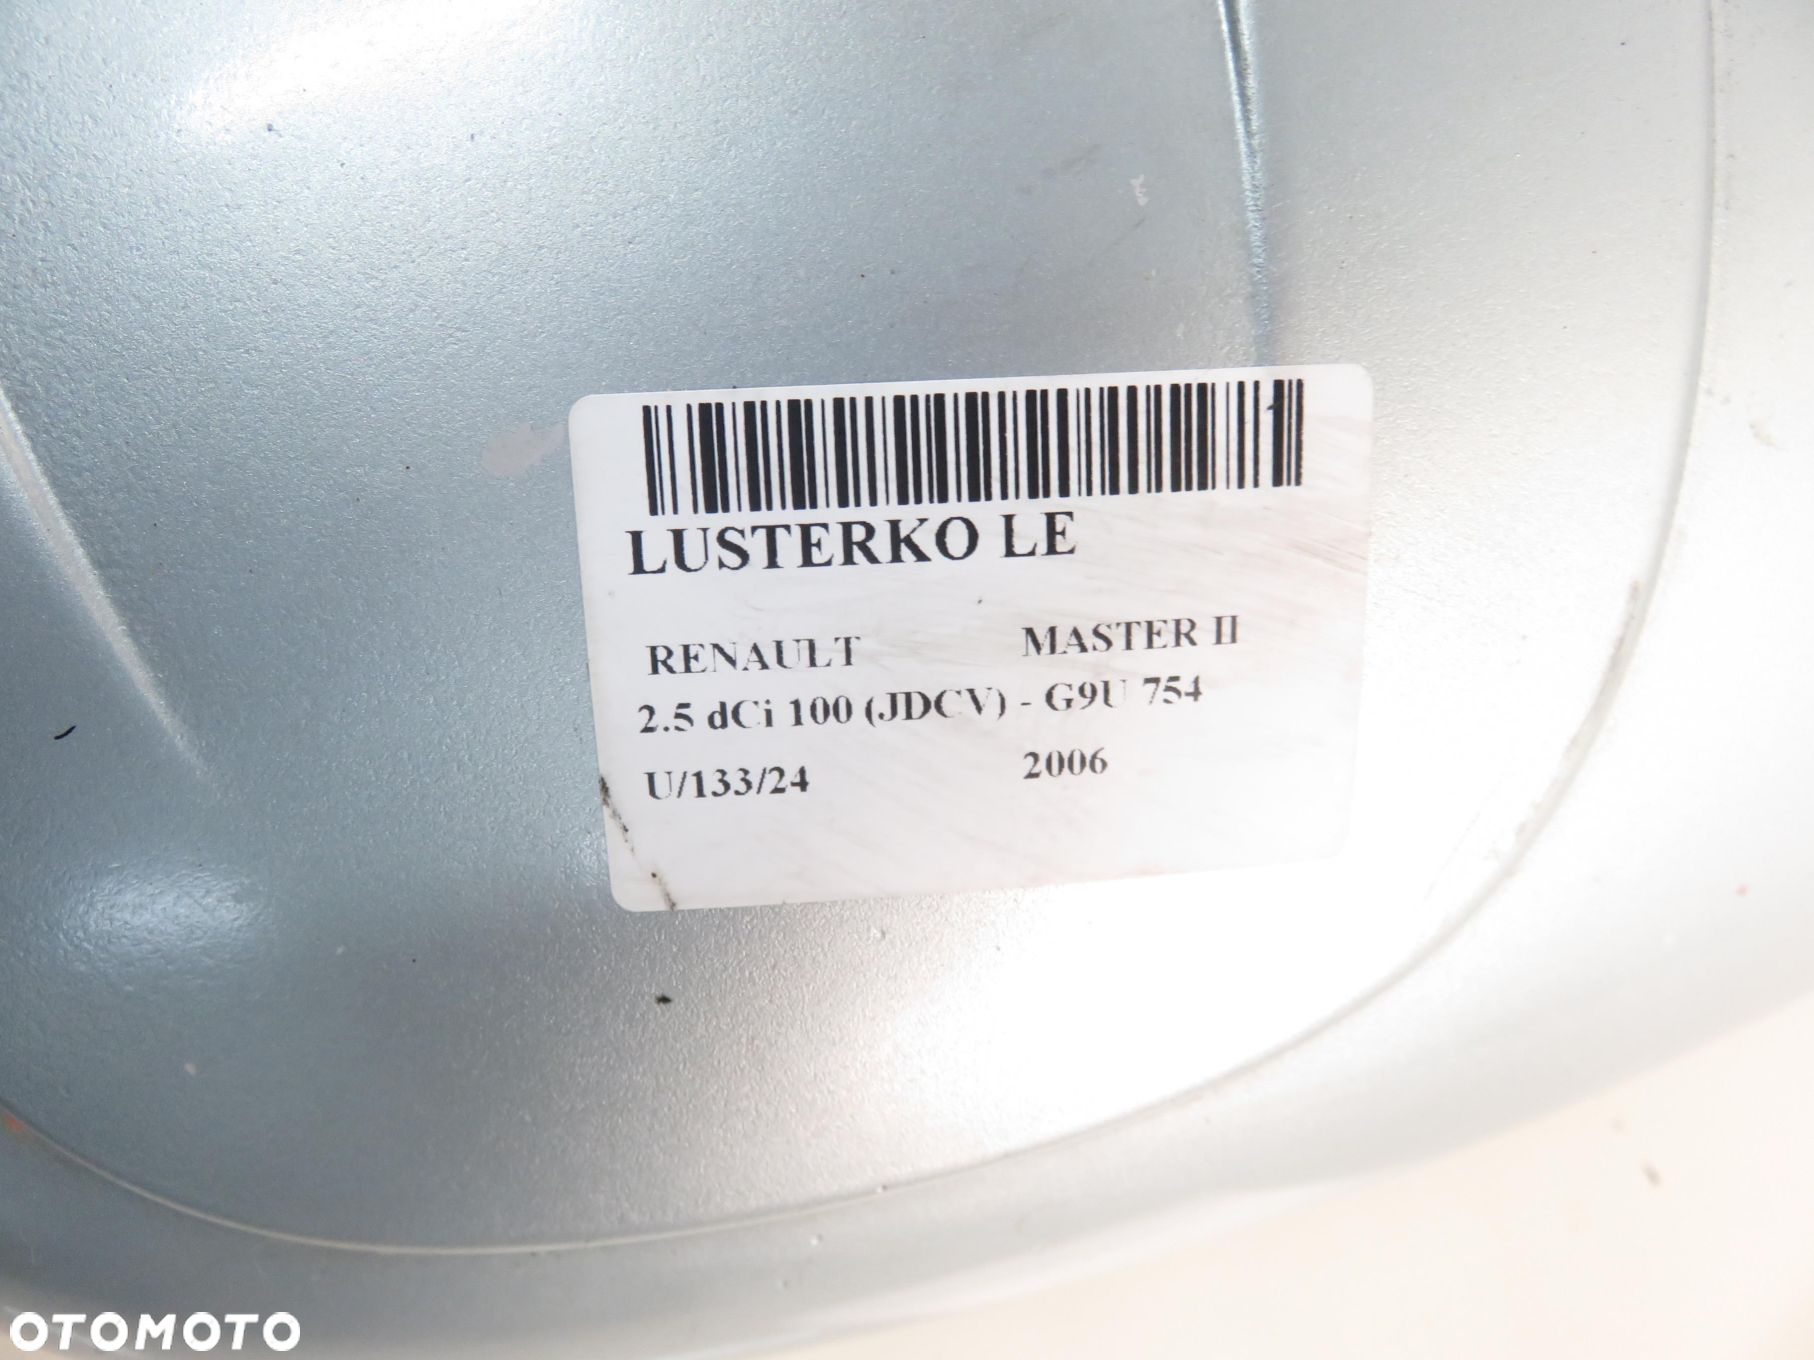 LUSTERKO LE
RENAULT MASTER II
2.5 dCi 100 (JDCV) - G9U 754
U/133/24 2006
OTOMOTO